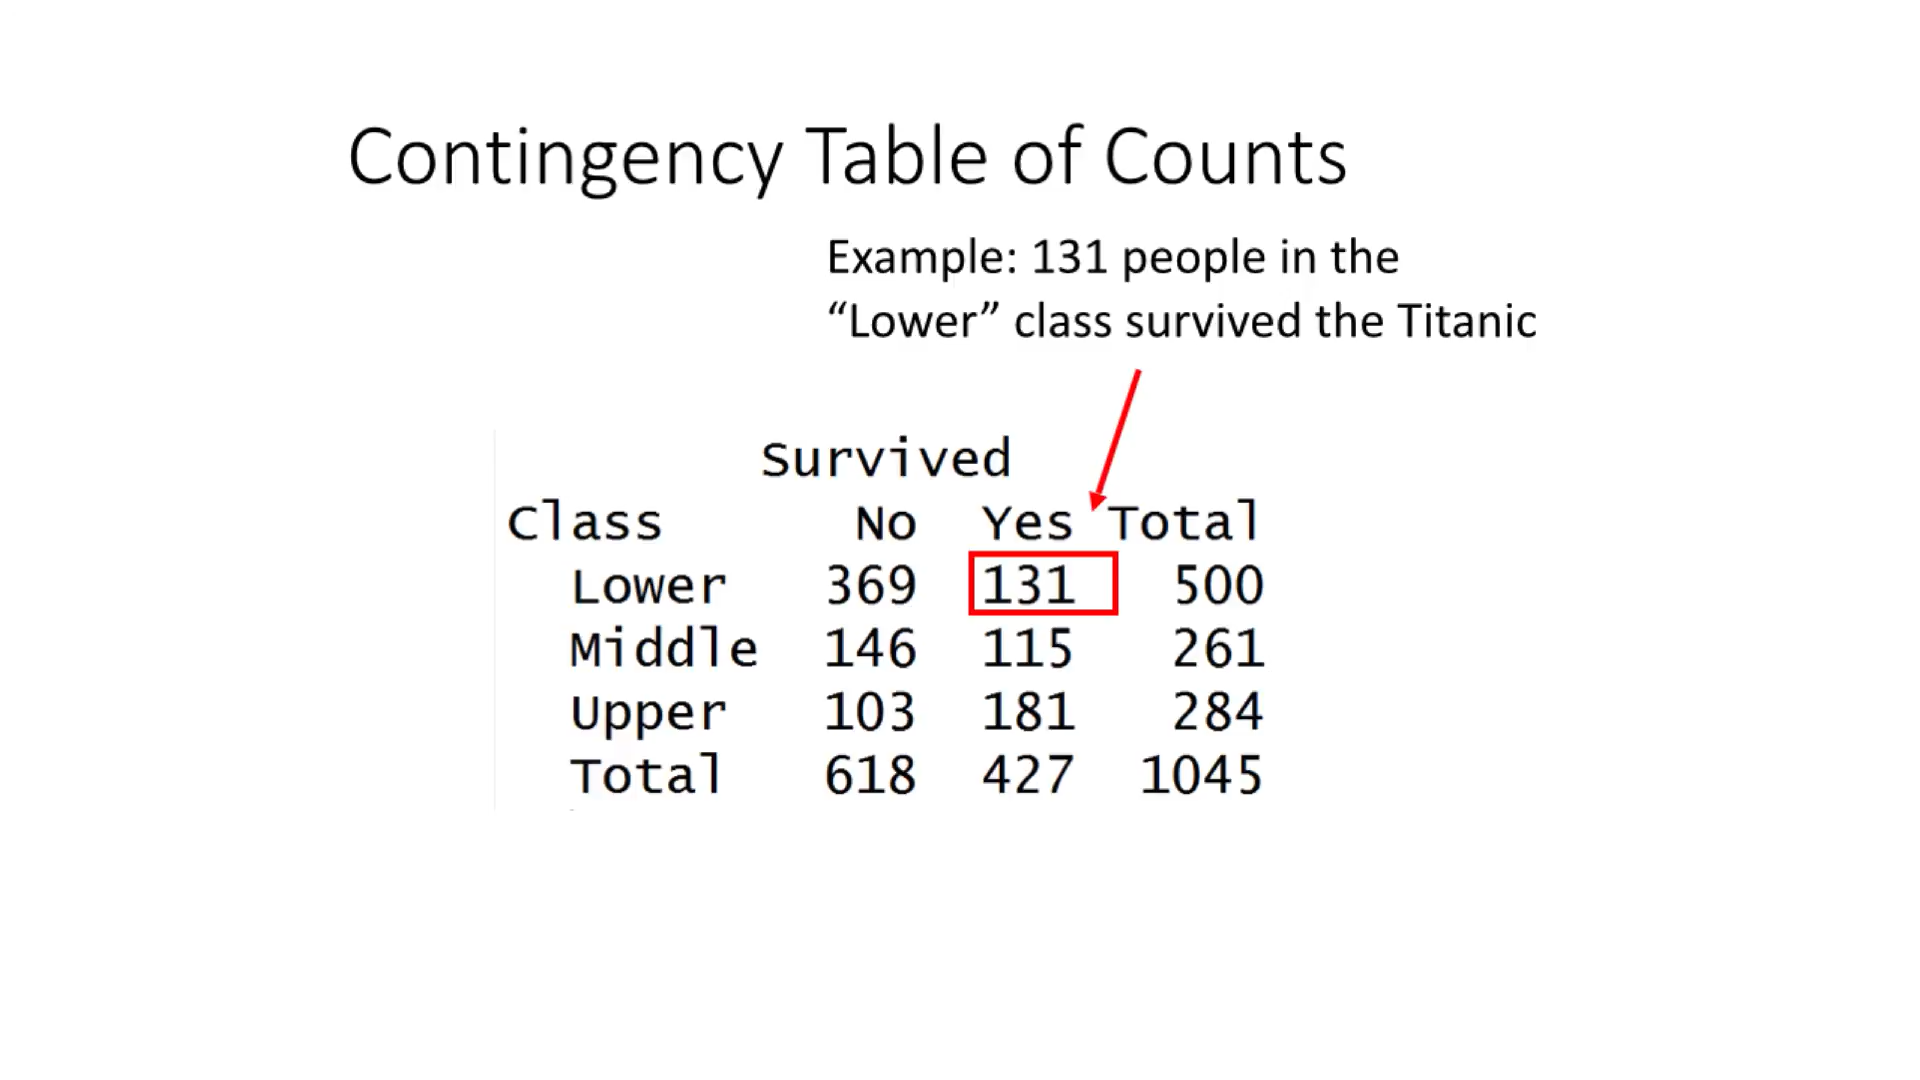 Contingency Table of Counts
Example: 131 people in the
“Lower” class survived the Titanic
Survived
Class No Yes Total
Lower 369 131 500
Middle 146 115 261
Upper 103 181 284
Total 618 427 1045